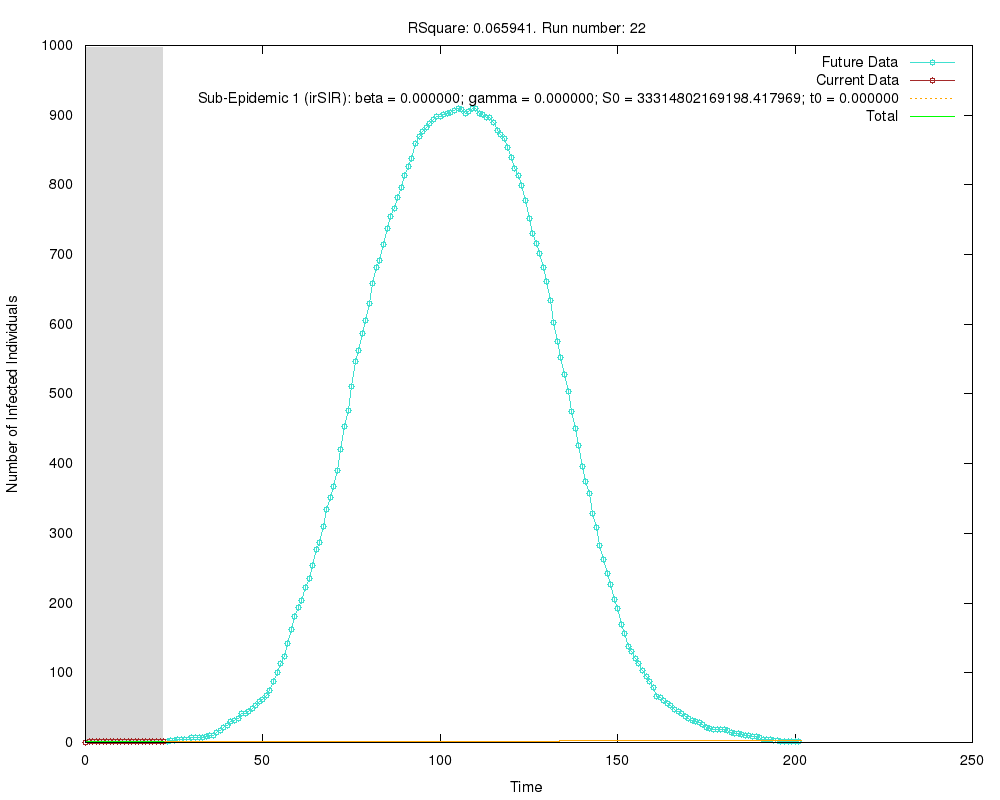 RSquare: 0.065941. Run number: 22
1000
900
800
700
600
500
400
300
200
100
0
Number of Infected Individuals
Future Data
Current Data
Sub-Epidemic 1 (irSIR): beta = 0.000000; gamma = 0.000000; S0 = 33314802169198.417969; t0 = 0.000000
Total
0
50
100
150
200
250
Time